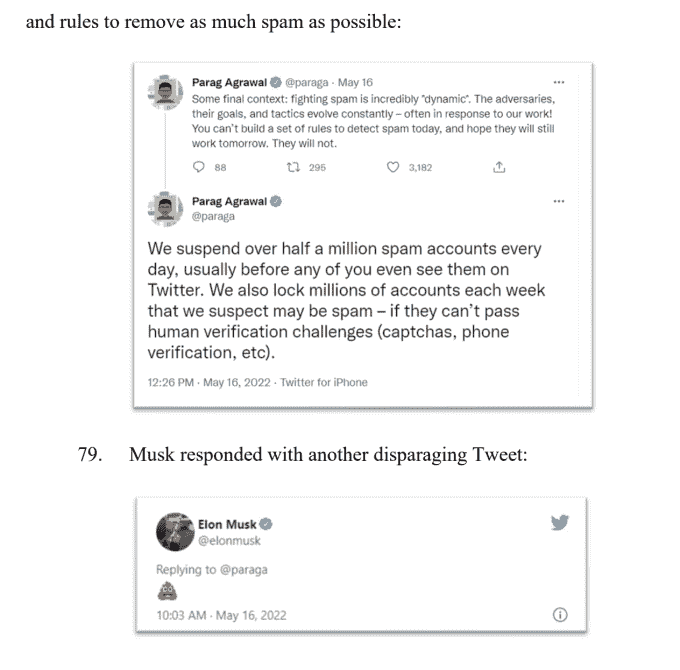 and rules to remove as much spam as possible:
Parag Agrawal @paraga · May 16
Some final context: fighting spam is incredibly "dynamic". The adversaries,
their goals, and tactics evolve constantly – often in response to our work!
You can't build a set of rules to detect spam today, and hope they will still
work tomorrow. They will not.
88 295 3,182
Parag Agrawal
@paraga
We suspend over half a million spam accounts every
day, usually before any of you even see them on
Twitter. We also lock millions of accounts each week
that we suspect may be spam – if they can't pass
human verification challenges (captchas, phone
verification, etc).
12:26 PM · May 16, 2022 · Twitter for iPhone
79. Musk responded with another disparaging Tweet:
Elon Musk
@elonmusk
Replying to @paraga
💩
10:03 AM · May 16, 2022